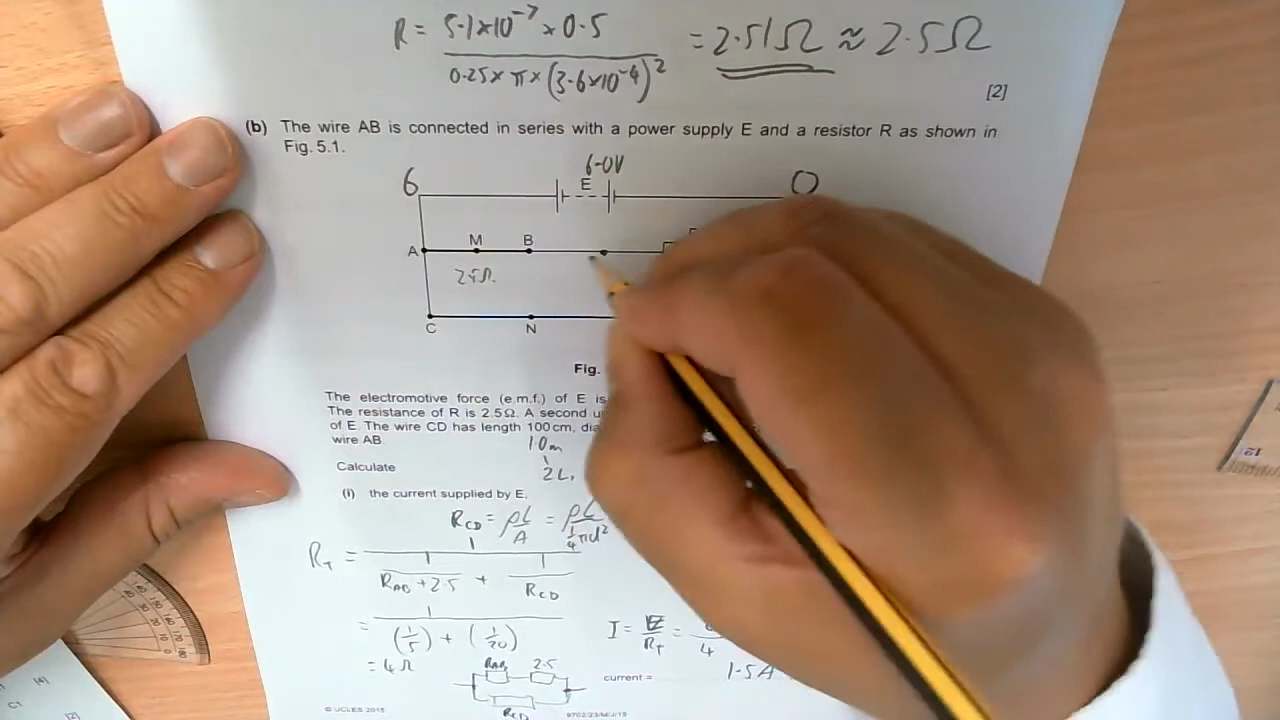 R = 5.1×10⁻⁷ × 0.5 / 0.25 × π × (3.6×10⁻⁴)² = 2.51Ω ≈ 2.5Ω
[2]
(b) The wire AB is connected in series with a power supply E and a resistor R as shown in
Fig. 5.1.
6.0V
6 E 0
A M B
25Ω
C N
Fig.
The electromotive force (e.m.f.) of E is
The resistance of R is 2.5Ω. A second
of E. The wire CD has length 100cm,
wire AB.
1.0m
Calculate
2L,
(i) the current supplied by E,
R_CD = ρL/A = ρL/¼πd²
R_T = 1 / (1/(R_AB + 2.5) + 1/R_CD)
= 1 / ((1/5) + (1/20))
I = E/R_T = /4
= 4Ω
R_AB 2.5
current = 1.5A
R_CD
© UCLES 2015 9702/23/M/J/15
[4]
C1
[2]
12